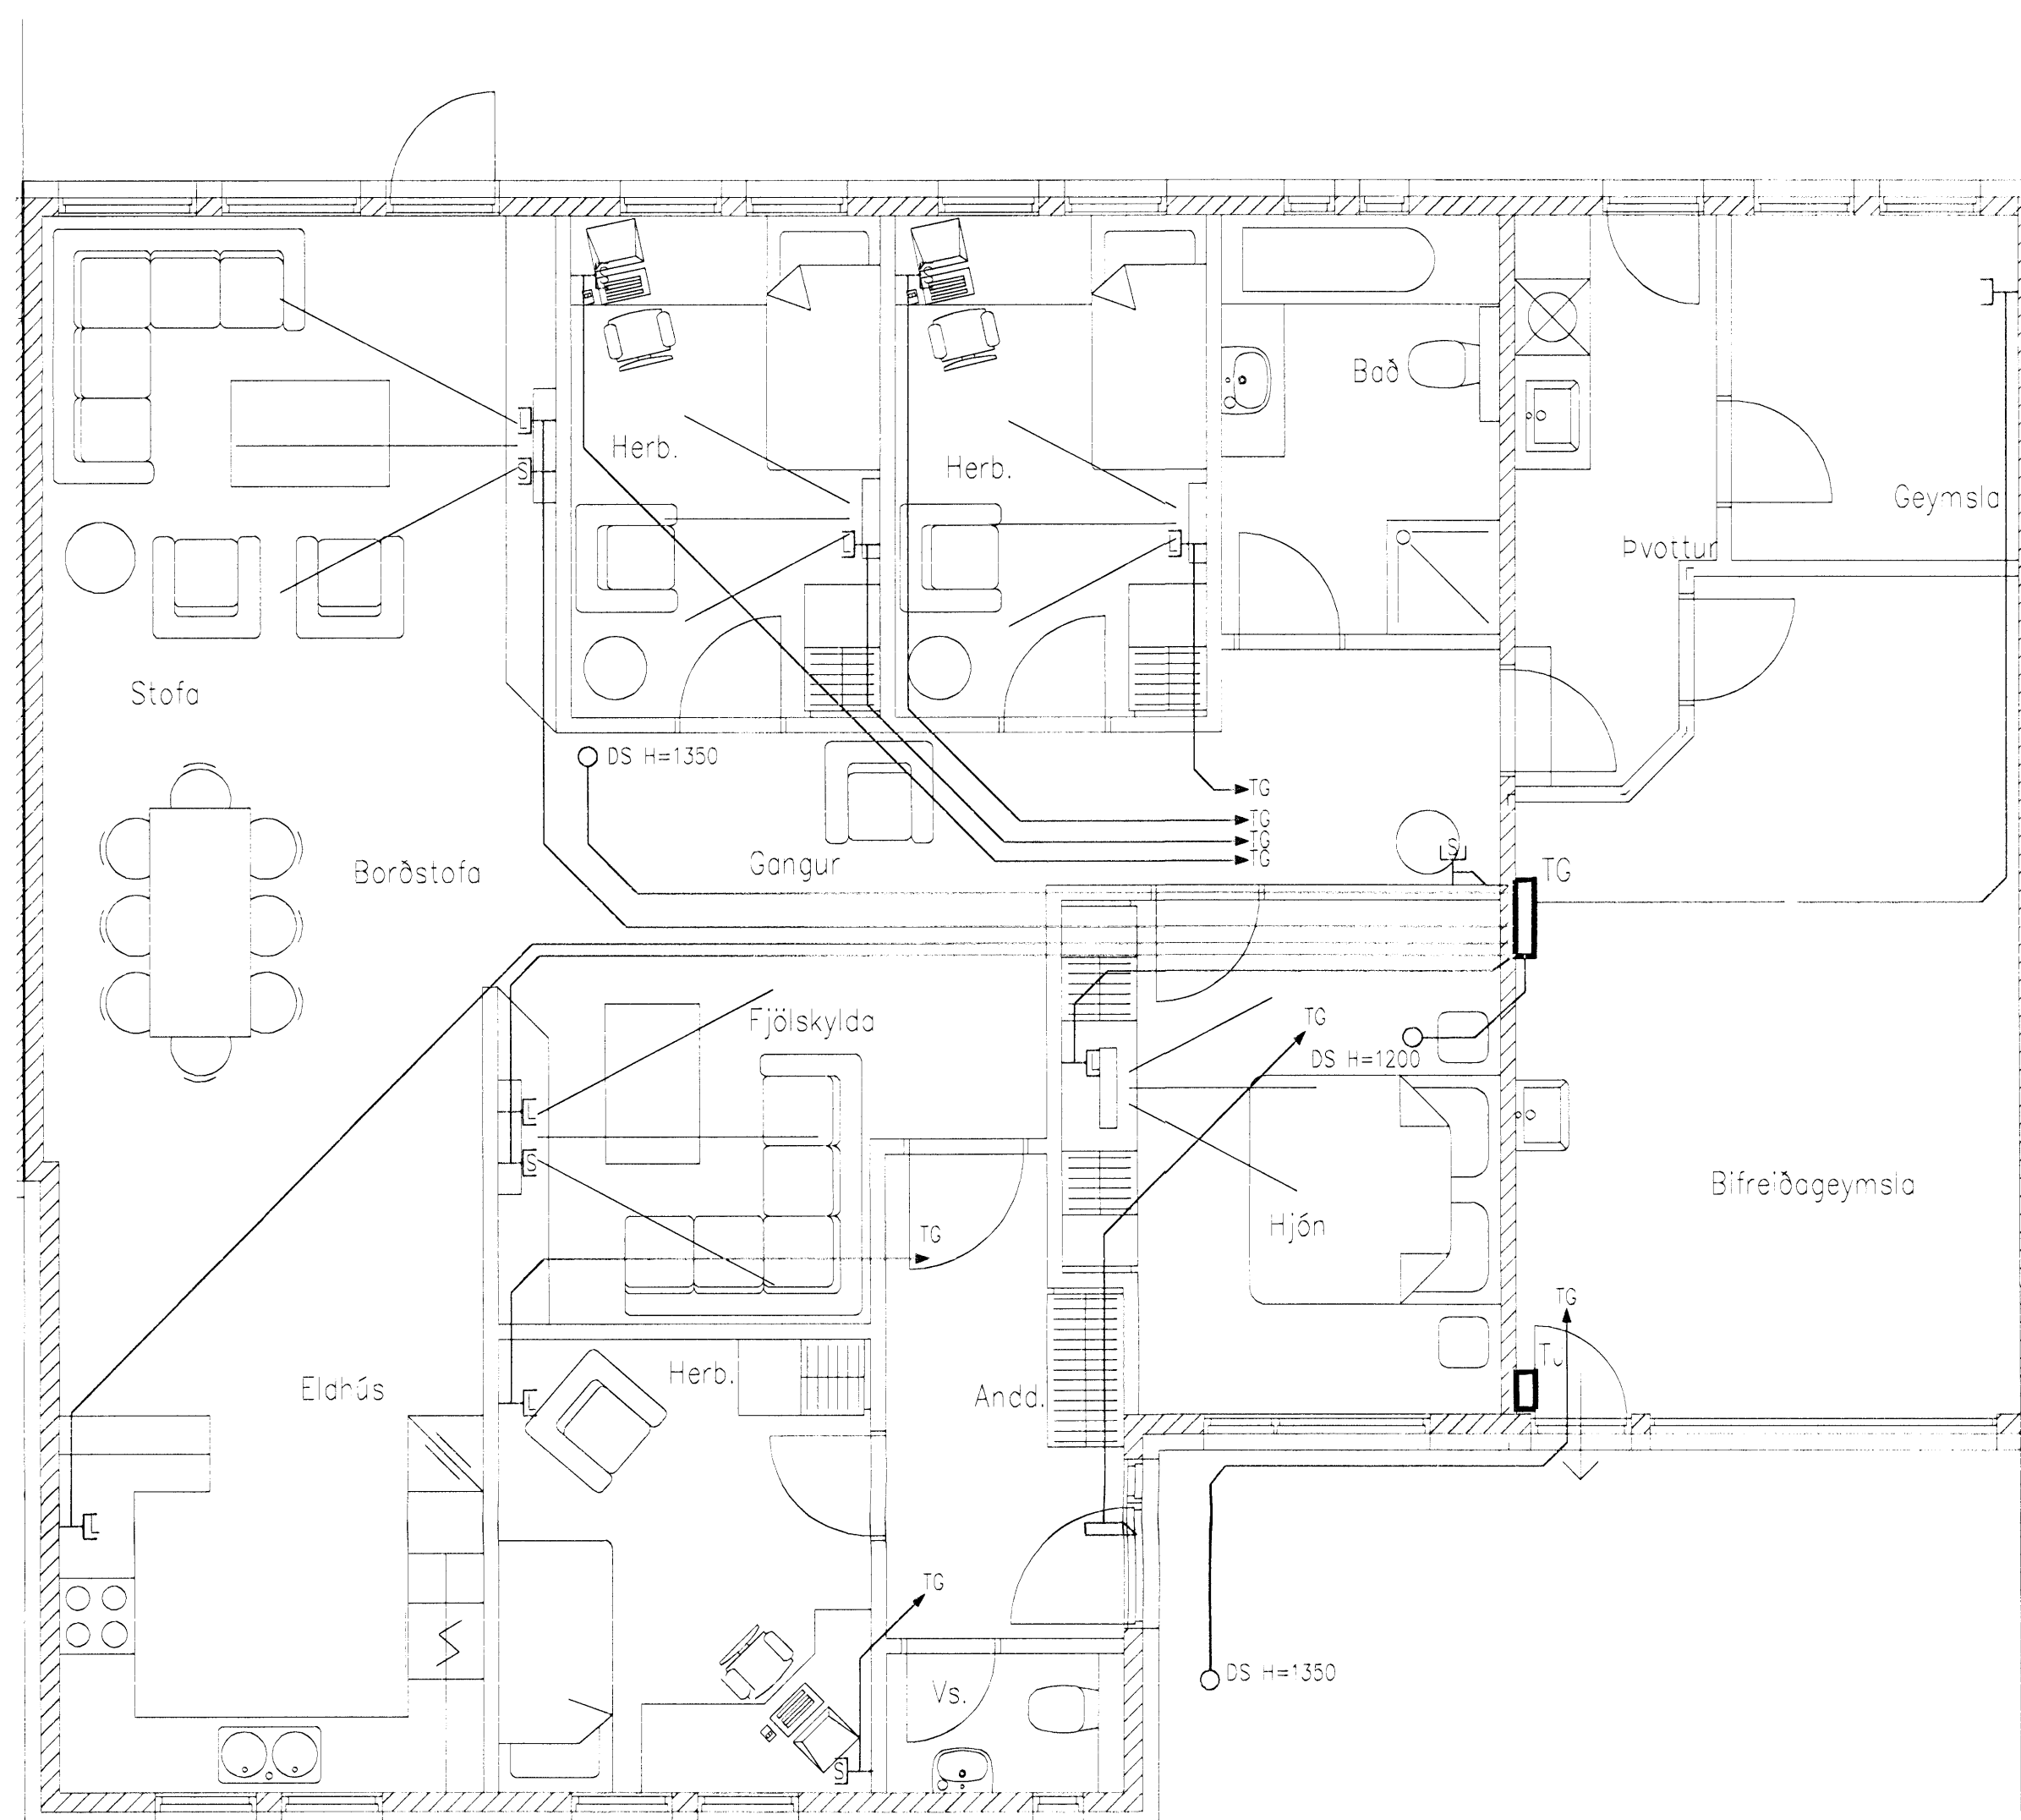 Bað
Herb.
Herb.
Geymsla
Þvottur
L
S
L
L
Stofa
DS H=1350
TG
TG
TG
TG
S
Borðstofa
Gangur
TG
Fjölskylda
TG
DS H=1200
L
L
S
Bifreiðageymsla
Hjón
TG
TG
Eldhús
Herb.
Andd.
L
L
TG
DS H=1350
Vs.
S